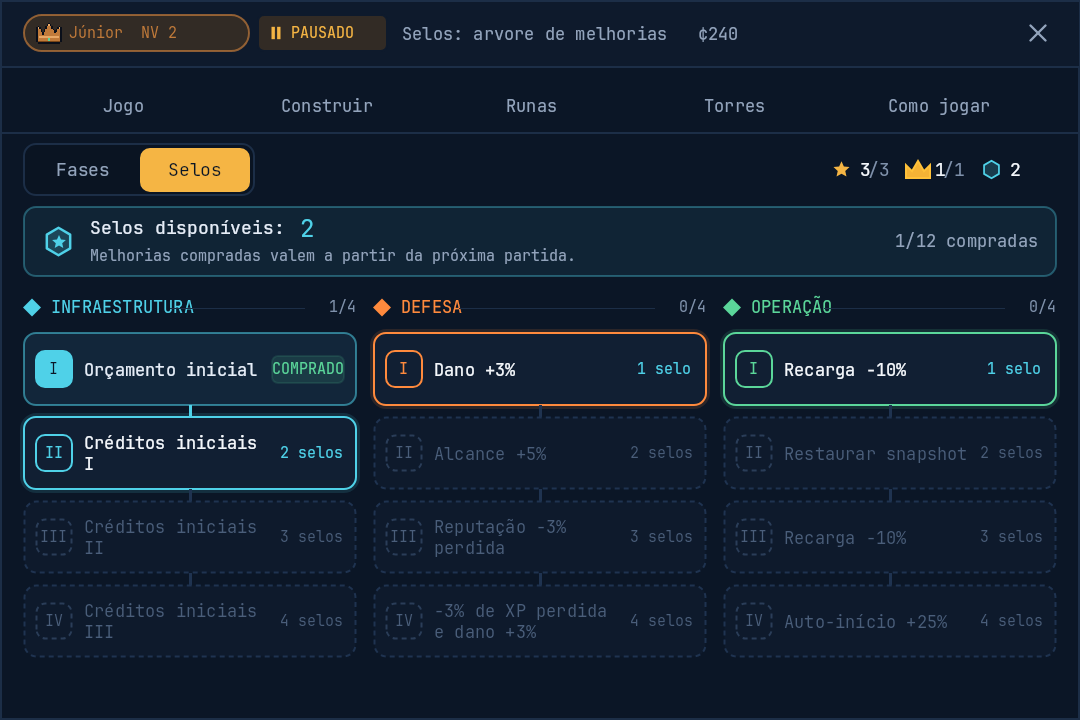 Júnior NV 2
PAUSADO
Selos: arvore de melhorias ₵240
Jogo Construir Runas Torres Como jogar
Fases Selos 3/3 1/1 2
Selos disponíveis: 2
Melhorias compradas valem a partir da próxima partida.
1/12 compradas
INFRAESTRUTURA 1/4
I Orçamento inicial COMPRADO
II Créditos iniciais I 2 selos
III Créditos iniciais II 3 selos
IV Créditos iniciais III 4 selos
DEFESA 0/4
I Dano +3% 1 selo
II Alcance +5% 2 selos
III Reputação -3% perdida 3 selos
IV -3% de XP perdida e dano +3% 4 selos
OPERAÇÃO 0/4
I Recarga -10% 1 selo
II Restaurar snapshot 2 selos
III Recarga -10% 3 selos
IV Auto-início +25% 4 selos